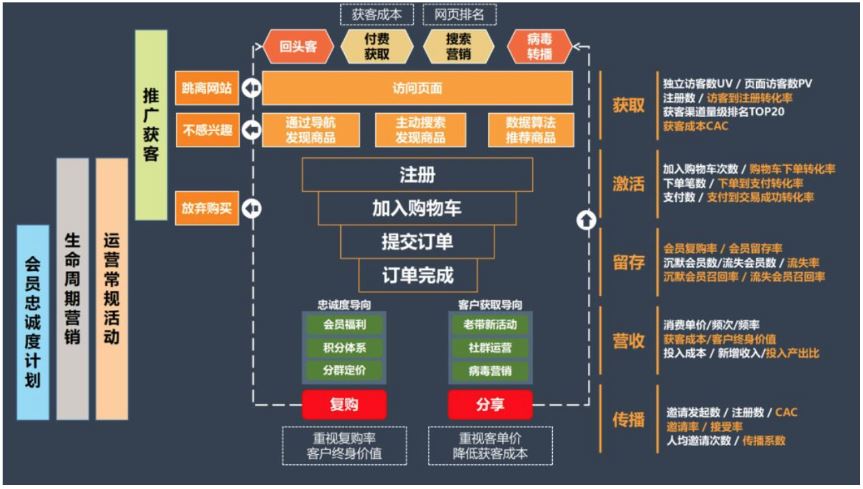 获客成本
网页排名
回头客
付费
获取
搜索
营销
病毒
转播
推广获客
跳离网站
访问页面
不感兴趣
通过导航
发现商品
主动搜索
发现商品
数据算法
推荐商品
放弃购买
注册
加入购物车
提交订单
订单完成
会员忠诚度计划
生命周期营销
运营常规活动
忠诚度导向
会员福利
积分体系
分群定价
客户获取导向
老带新活动
社群运营
病毒营销
复购
分享
重视复购率
客户终身价值
重视客单价
降低获客成本
获取
独立访客数UV / 页面访客数PV
注册数 / 访客到注册转化率
获客渠道量级排名TOP20
获客成本CAC
激活
加入购物车次数 / 购物车下单转化率
下单笔数 / 下单到支付转化率
支付数 / 支付到交易成功转化率
留存
会员复购率 / 会员留存率
沉默会员数/流失会员数 / 流失率
沉默会员召回率 / 流失会员召回率
营收
消费单价/频次/频率
获客成本/客户终身价值
投入成本 / 新增收入/投入产出比
传播
邀请发起数 / 注册数 / CAC
邀请率 / 接受率
人均邀请次数 / 传播系数